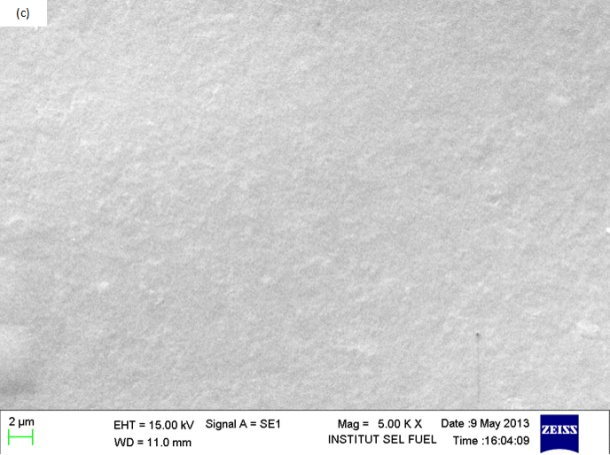 (c)
2 µm
EHT = 15.00 kV Signal A = SE1 Mag = 5.00 K X Date :9 May 2013
WD = 11.0 mm INSTITUT SEL FUEL Time :16:04:09
ZEISS